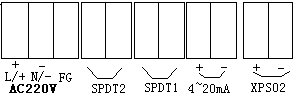 + − + − + −
L/+ N/− FG SPDT2 SPDT1 4~20mA XPS02
AC220V